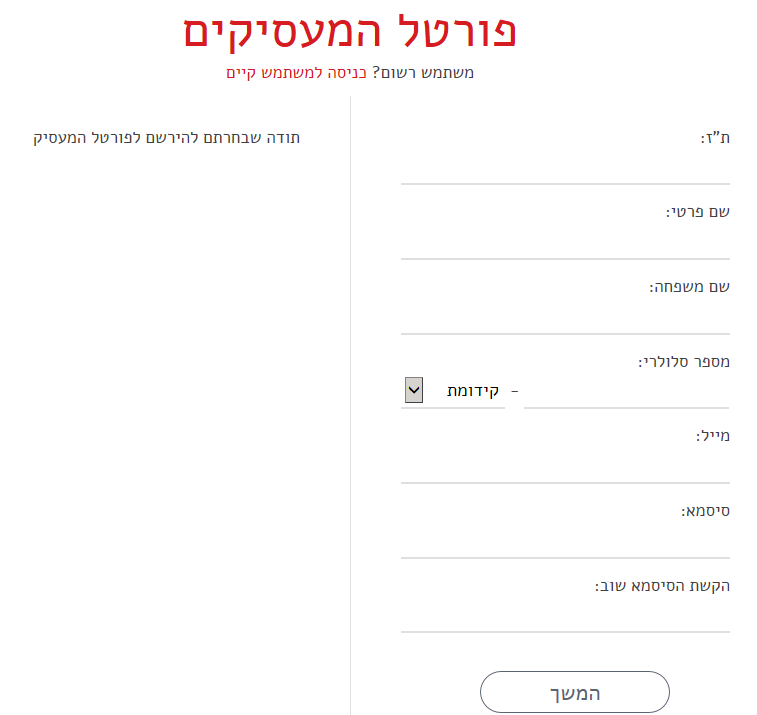 פורטל המעסיקים
משתמש רשום? כניסה למשתמש קיים
ת"ז:
שם פרטי:
שם משפחה:
מספר סלולרי:
- קידומת
מייל:
סיסמא:
הקשת הסיסמא שוב:
המשך
תודה שבחרתם להירשם לפורטל המעסיק